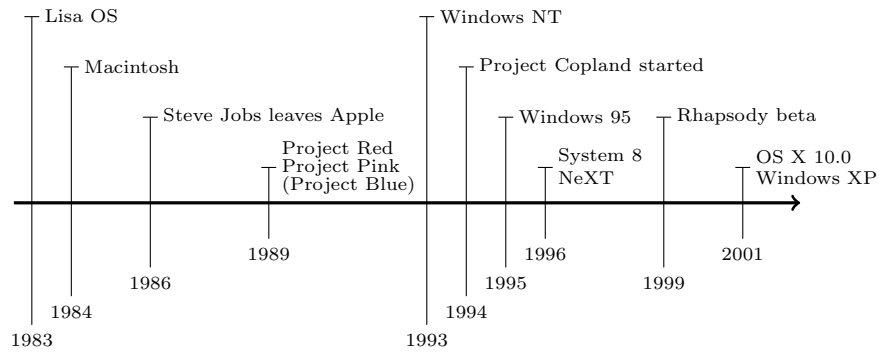 Lisa OS
Macintosh
Steve Jobs leaves Apple
Project Red
Project Pink
(Project Blue)
Windows NT
Project Copland started
Windows 95
System 8
NeXT
Rhapsody beta
OS X 10.0
Windows XP
1983
1984
1986
1989
1993
1994
1995
1996
1999
2001